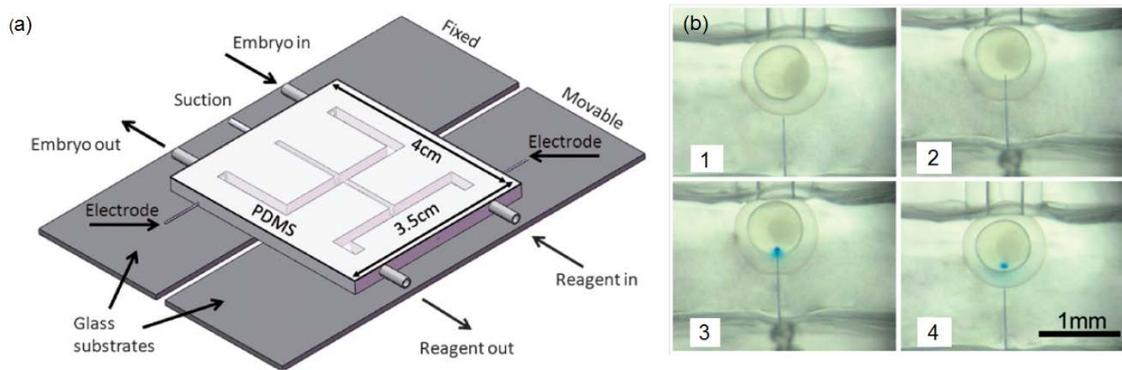 (a)
Fixed
Embryo in
Suction
Movable
Embryo out
Electrode
4cm
Electrode
PDMS
3.5cm
Reagent in
Glass
substrates
Reagent out
(b)
1
2
3
4
1mm